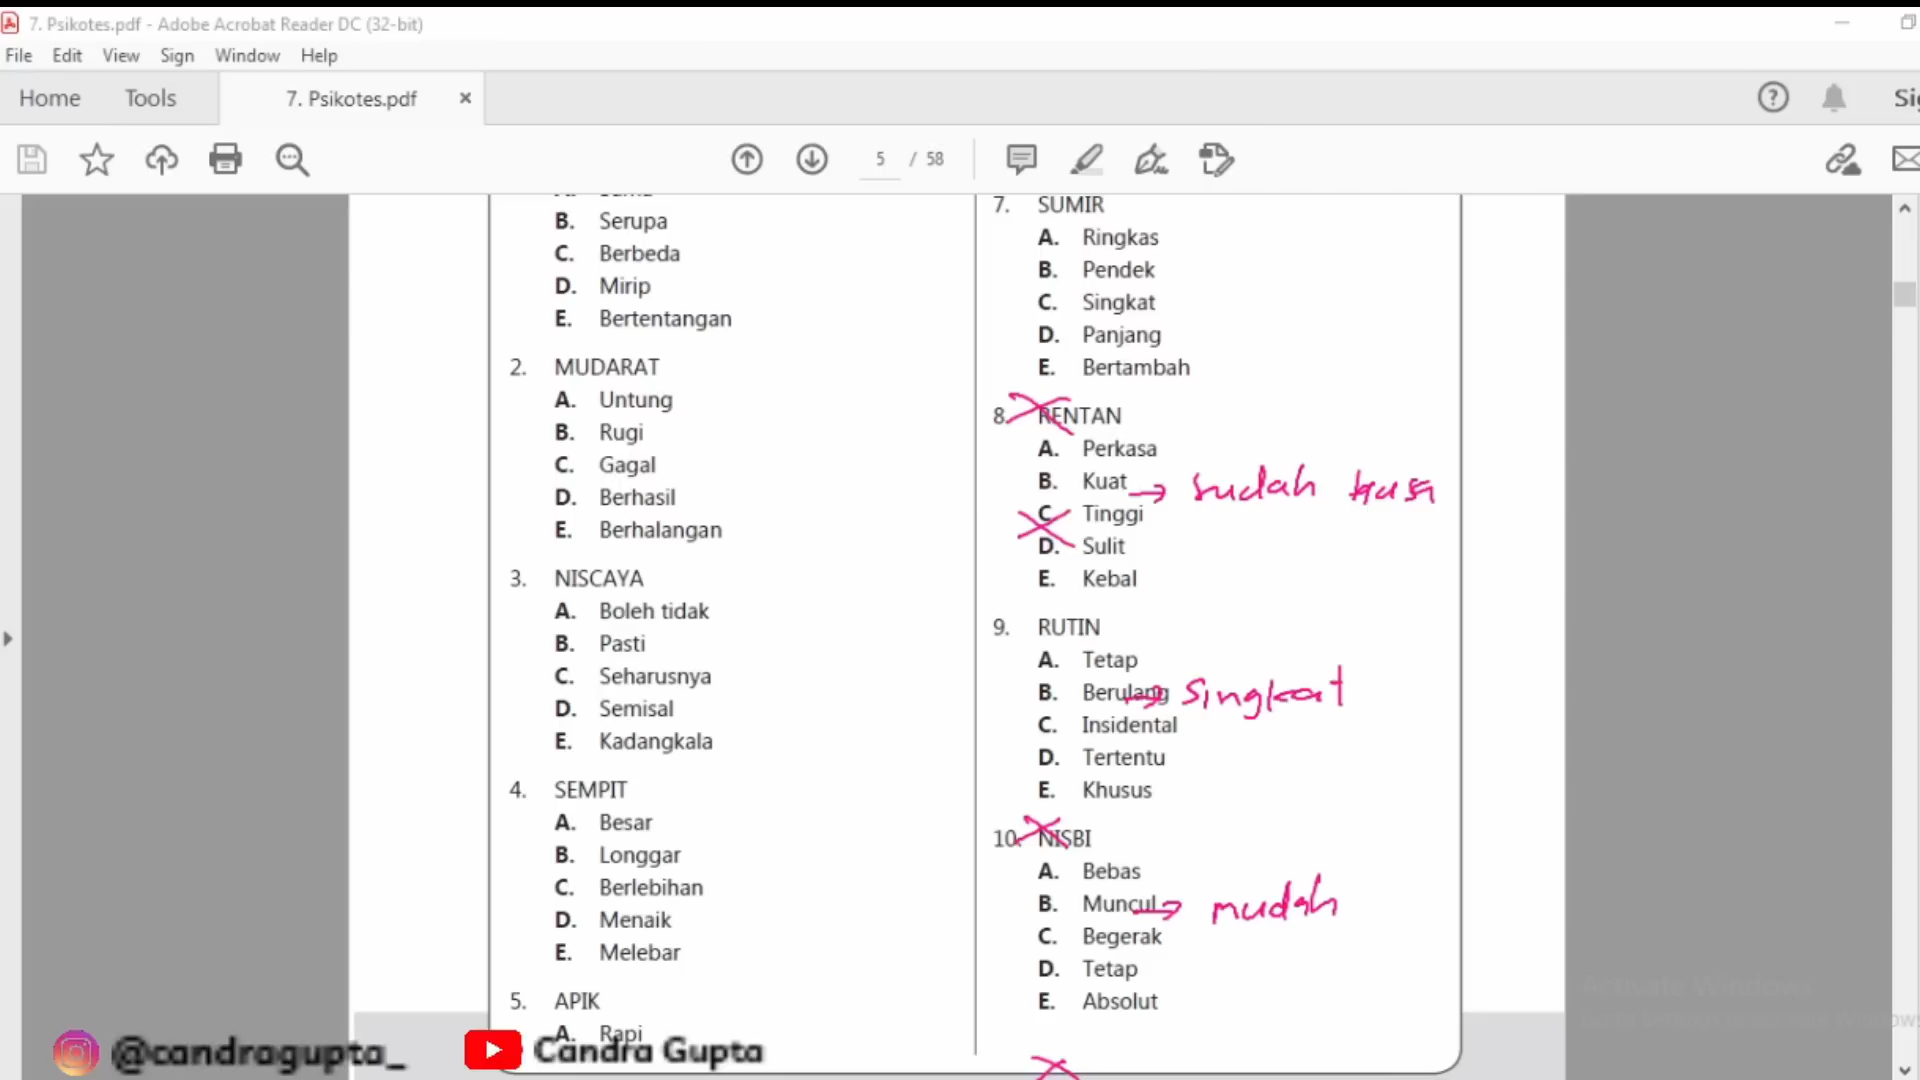 7. Psikotes.pdf - Adobe Acrobat Reader DC (32-bit)
File Edit View Sign Window Help
Home Tools 7. Psikotes.pdf ×
5 / 58
B. Serupa
C. Berbeda
D. Mirip
E. Bertentangan
2. MUDARAT
A. Untung
B. Rugi
C. Gagal
D. Berhasil
E. Berhalangan
3. NISCAYA
A. Boleh tidak
B. Pasti
C. Seharusnya
D. Semisal
E. Kadangkala
4. SEMPIT
A. Besar
B. Longgar
C. Berlebihan
D. Menaik
E. Melebar
5. APIK
A. Rapi
7. SUMIR
A. Ringkas
B. Pendek
C. Singkat
D. Panjang
E. Bertambah
8. RENTAN
A. Perkasa
B. Kuat → sudah
C. Tinggi
D. Sulit
E. Kebal
9. RUTIN
A. Tetap
B. Berulang → singkat
C. Insidental
D. Tertentu
E. Khusus
10. NISBI
A. Bebas
B. Muncul → mudah
C. Begerak
D. Tetap
E. Absolut
Activate Windows
@candragupta_ Candra Gupta